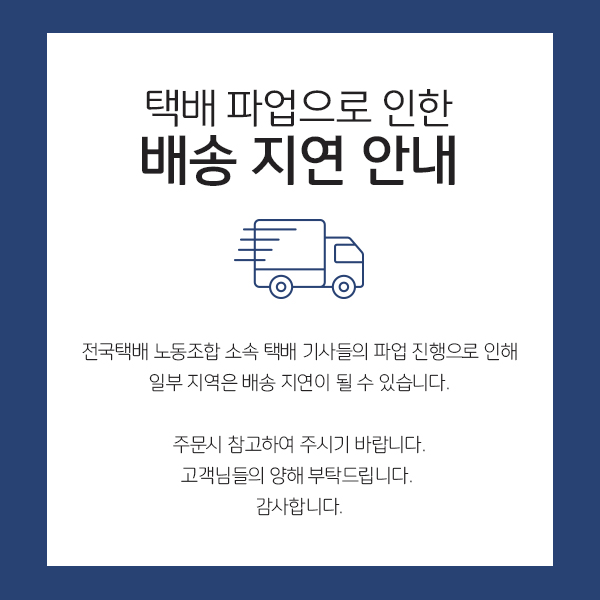 택배 파업으로 인한
배송 지연 안내
전국택배 노동조합 소속 택배 기사들의 파업 진행으로 인해
일부 지역은 배송 지연이 될 수 있습니다.
주문시 참고하여 주시기 바랍니다.
고객님들의 양해 부탁드립니다.
감사합니다.